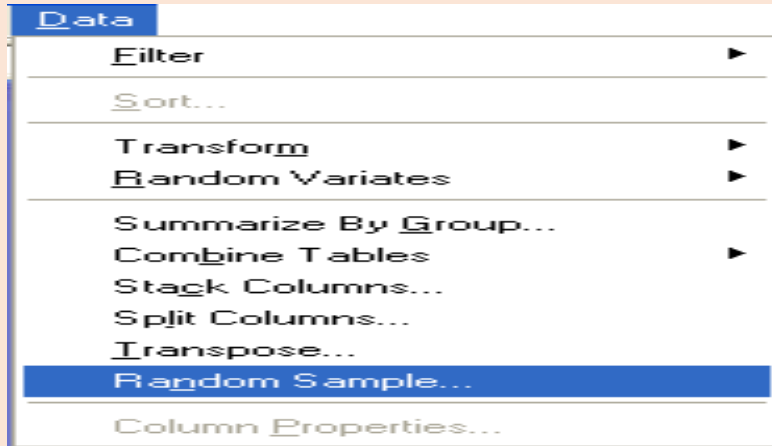 Data
Filter
Sort...
Transform
Random Variates
Summarize By Group...
Combine Tables
Stack Columns...
Split Columns...
Transpose...
Random Sample...
Column Properties...